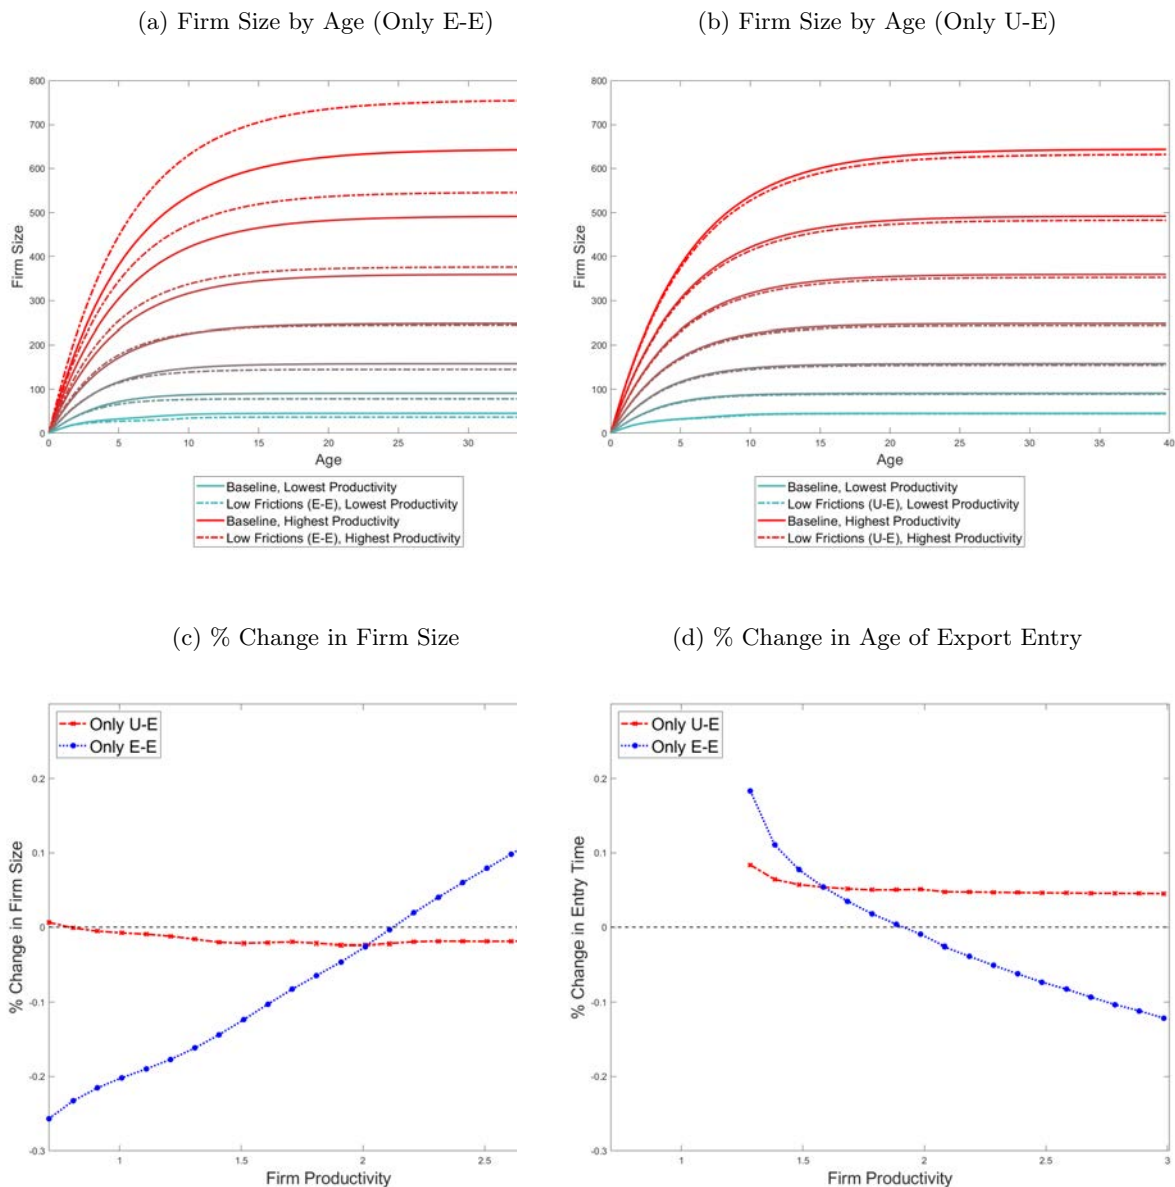 (a) Firm Size by Age (Only E-E)
800
700
600
500
400
300
200
100
0
Firm Size
0 5 10 15 20 25 30
Age
Baseline, Lowest Productivity
Low Frictions (E-E), Lowest Productivity
Baseline, Highest Productivity
Low Frictions (E-E), Highest Productivity
(b) Firm Size by Age (Only U-E)
800
700
600
500
400
300
200
100
0
Firm Size
0 5 10 15 20 25 30 35 40
Age
Baseline, Lowest Productivity
Low Frictions (U-E), Lowest Productivity
Baseline, Highest Productivity
Low Frictions (U-E), Highest Productivity
(c) % Change in Firm Size
Only U-E
Only E-E
0.2
0.1
0
-0.1
-0.2
-0.3
% Change in Firm Size
1 1.5 2 2.5
Firm Productivity
(d) % Change in Age of Export Entry
Only U-E
Only E-E
0.2
0.1
0
-0.1
-0.2
-0.3
% Change in Entry Time
1 1.5 2 2.5 3
Firm Productivity